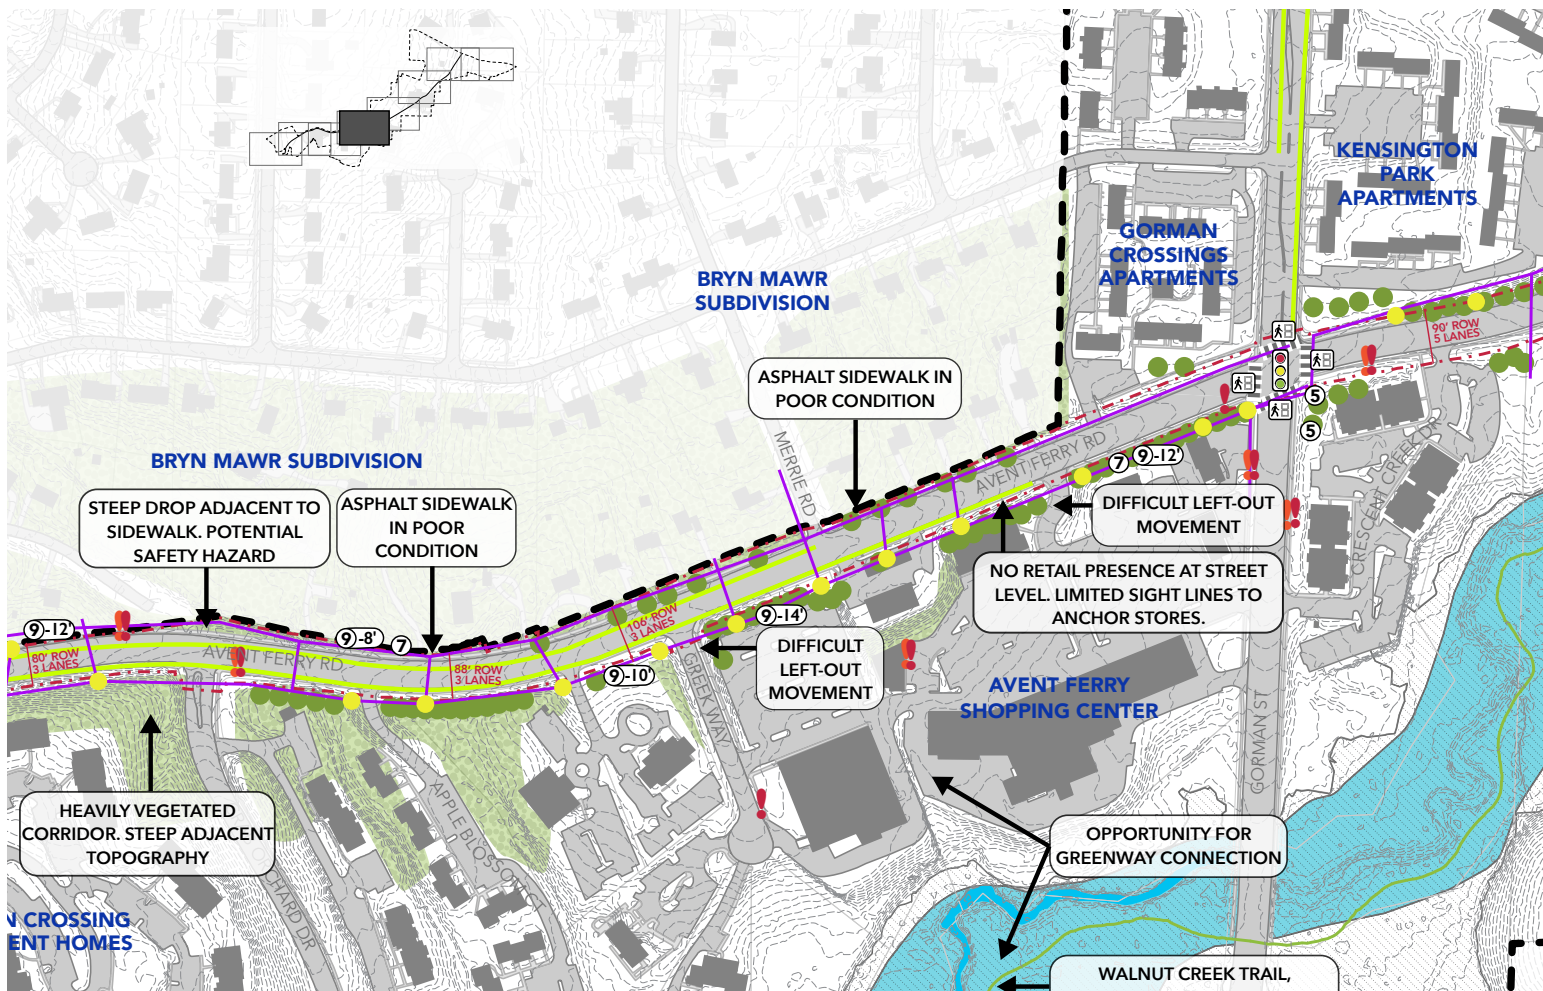 KENSINGTON
PARK
APARTMENTS
GORMAN
CROSSINGS
APARTMENTS
BRYN MAWR
SUBDIVISION
90' ROW
5 LANES
ASPHALT SIDEWALK IN
POOR CONDITION
5
5
MERRIE RD
AVENT FERRY RD
7
9-12'
BRYN MAWR SUBDIVISION
STEEP DROP ADJACENT TO
SIDEWALK. POTENTIAL
SAFETY HAZARD
ASPHALT SIDEWALK
IN POOR
CONDITION
DIFFICULT LEFT-OUT
MOVEMENT
CRESCENT CREEK DR
NO RETAIL PRESENCE AT STREET
LEVEL. LIMITED SIGHT LINES TO
ANCHOR STORES.
9-12'
9-8'
7
106' ROW
3 LANES
9-14'
80' ROW
3 LANES
AVENT FERRY RD
88' ROW
3 LANES
9-10'
GREEK WAY
DIFFICULT
LEFT-OUT
MOVEMENT
AVENT FERRY
SHOPPING CENTER
GORMAN ST
HEAVILY VEGETATED
CORRIDOR. STEEP ADJACENT
TOPOGRAPHY
APPLE BLOSSOM
OPPORTUNITY FOR
GREENWAY CONNECTION
HARD DR
N CROSSING
ENT HOMES
WALNUT CREEK TRAIL,